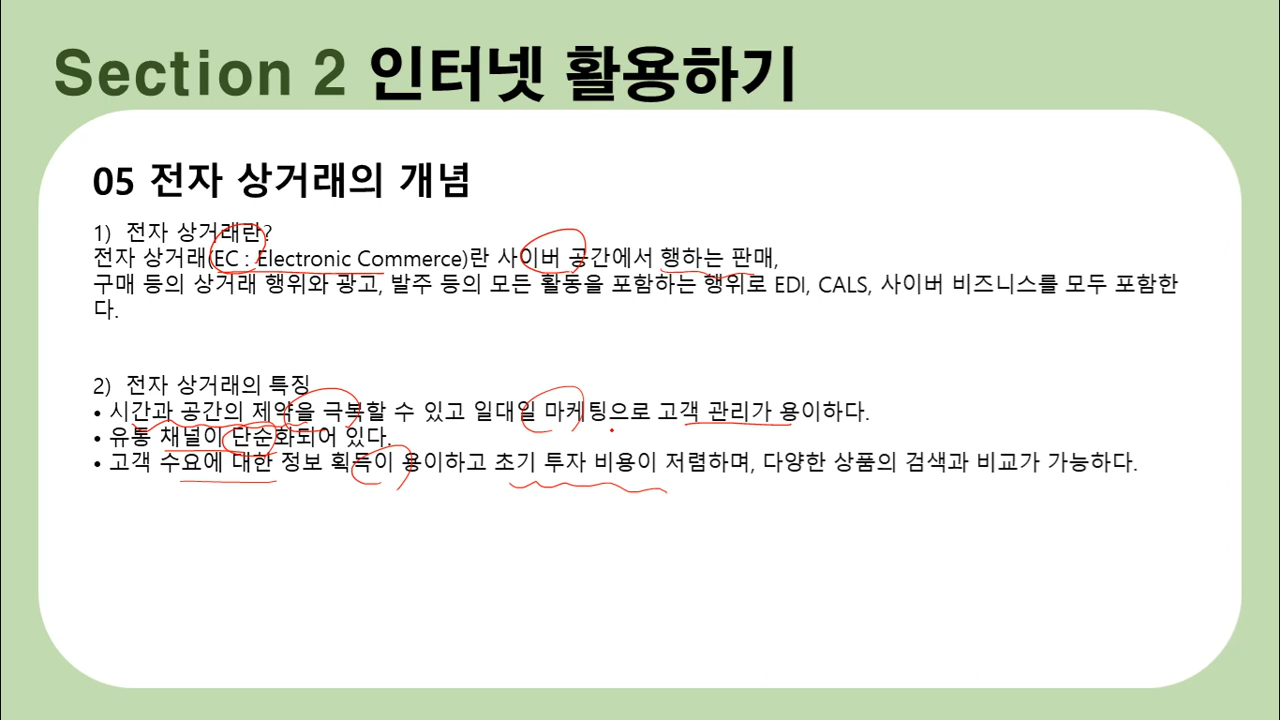 Section 2 인터넷 활용하기
05 전자 상거래의 개념
1) 전자 상거래란?
전자 상거래(EC : Electronic Commerce)란 사이버 공간에서 행하는 판매,
구매 등의 상거래 행위와 광고, 발주 등의 모든 활동을 포함하는 행위로 EDI, CALS, 사이버 비즈니스를 모두 포함한
다.
2) 전자 상거래의 특징
• 시간과 공간의 제약을 극복할 수 있고 일대일 마케팅으로 고객 관리가 용이하다.
• 유통 채널이 단순화되어 있다.
• 고객 수요에 대한 정보 획득이 용이하고 초기 투자 비용이 저렴하며, 다양한 상품의 검색과 비교가 가능하다.